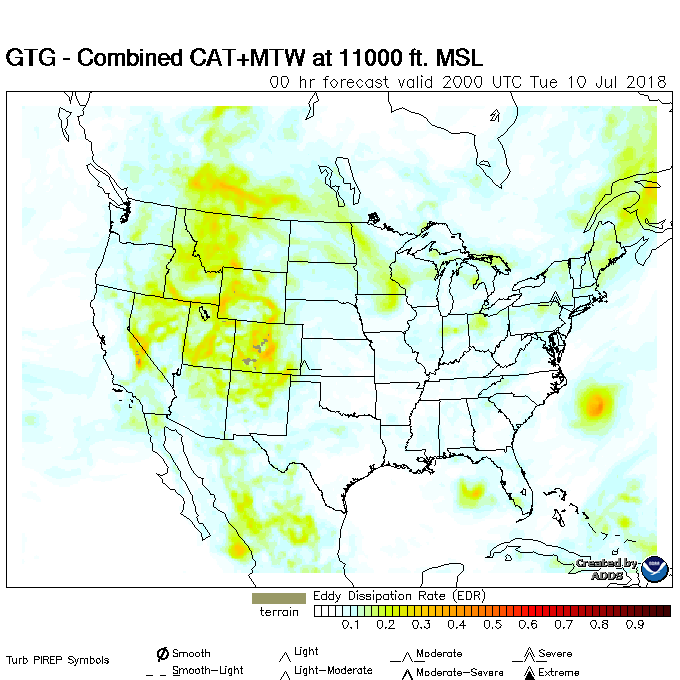 GTG - Combined CAT+MTW at 11000 ft. MSL
00 hr forecast valid 2000 UTC Tue 10 Jul 2018
Created by
ADDS
terrain
Eddy Dissipation Rate (EDR)
0.1 0.2 0.3 0.4 0.5 0.6 0.7 0.8 0.9
Turb PIREP Symbols
Smooth
Light
Moderate
Severe
Smooth-Light
Light-Moderate
Moderate-Severe
Extreme